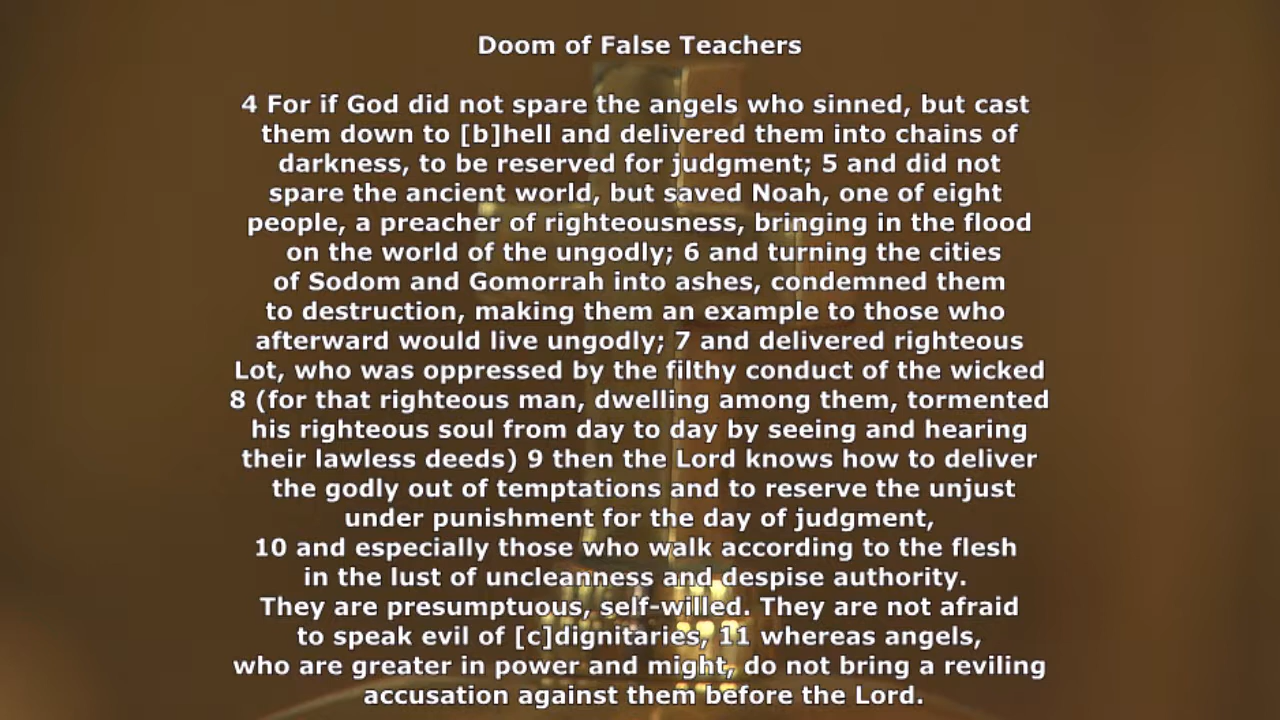 Doom of False Teachers
4 For if God did not spare the angels who sinned, but cast
them down to [b]hell and delivered them into chains of
darkness, to be reserved for judgment; 5 and did not
spare the ancient world, but saved Noah, one of eight
people, a preacher of righteousness, bringing in the flood
on the world of the ungodly; 6 and turning the cities
of Sodom and Gomorrah into ashes, condemned them
to destruction, making them an example to those who
afterward would live ungodly; 7 and delivered righteous
Lot, who was oppressed by the filthy conduct of the wicked
8 (for that righteous man, dwelling among them, tormented
his righteous soul from day to day by seeing and hearing
their lawless deeds) 9 then the Lord knows how to deliver
the godly out of temptations and to reserve the unjust
under punishment for the day of judgment,
10 and especially those who walk according to the flesh
in the lust of uncleanness and despise authority.
They are presumptuous, self-willed. They are not afraid
to speak evil of [c]dignitaries, 11 whereas angels,
who are greater in power and might, do not bring a reviling
accusation against them before the Lord.